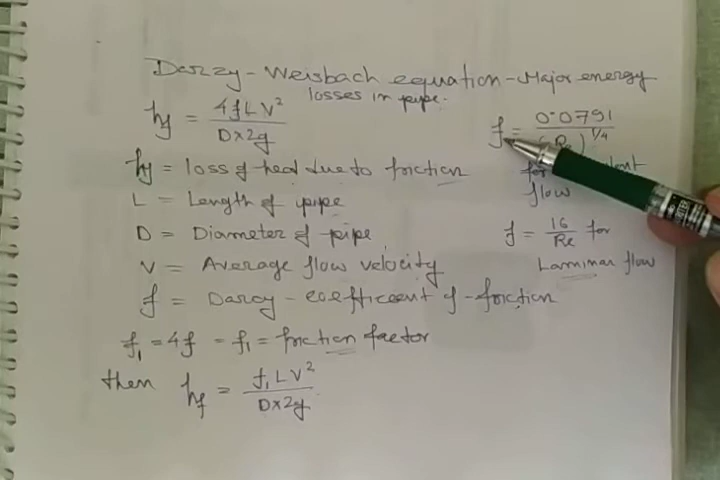 Darzy-Weisbach equation-Major energy
losses in pipe.
hf = 4fLV² / D×2g
hf = loss of head due to friction
L = Length of pipe
D = Diameter of pipe
V = Average flow velocity
f = Darcy-coefficient of-friction
f₁ = 4f = f₁ = friction factor
then hf = f₁LV² / D×2g
f = 0.0791 / (Re)^1/4
for
flow
f = 16/Re for
Laminar flow